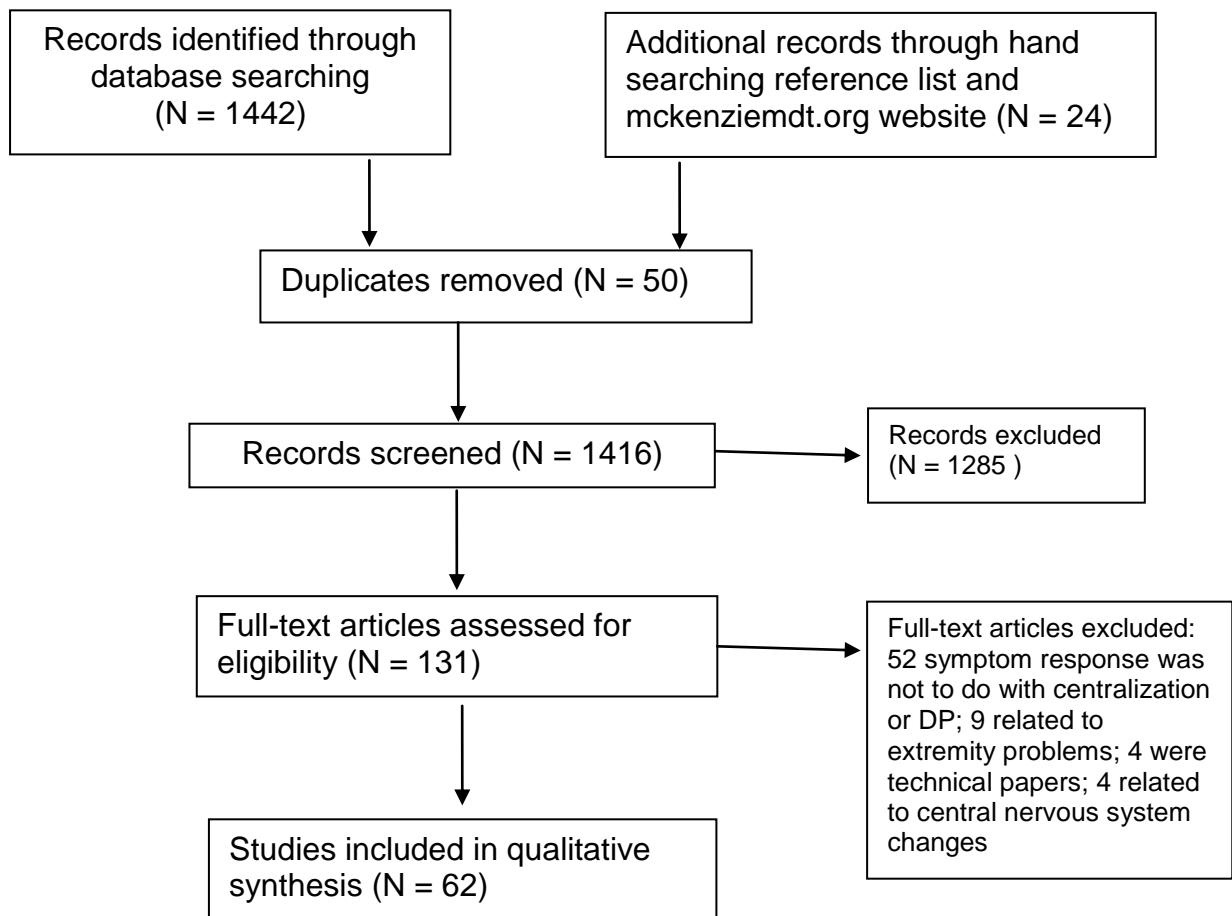 Records identified through
database searching
(N = 1442)
Additional records through hand
searching reference list and
mckenziemdt.org website (N = 24)
Duplicates removed (N = 50)
Records screened (N = 1416)
Records excluded
(N = 1285 )
Full-text articles assessed for
eligibility (N = 131)
Full-text articles excluded:
52 symptom response was
not to do with centralization
or DP; 9 related to
extremity problems; 4 were
technical papers; 4 related
to central nervous system
changes
Studies included in qualitative
synthesis (N = 62)